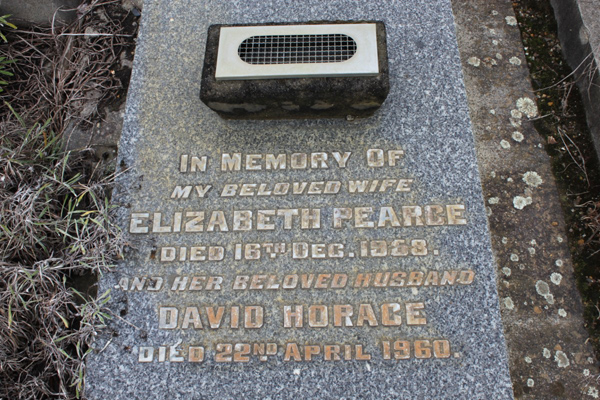 IN MEMORY OF
MY BELOVED WIFE
ELIZABETH PEARCE
DIED 16TH DEC. 1938.
AND HER BELOVED HUSBAND
DAVID HORACE
DIED 22ND APRIL 1960.